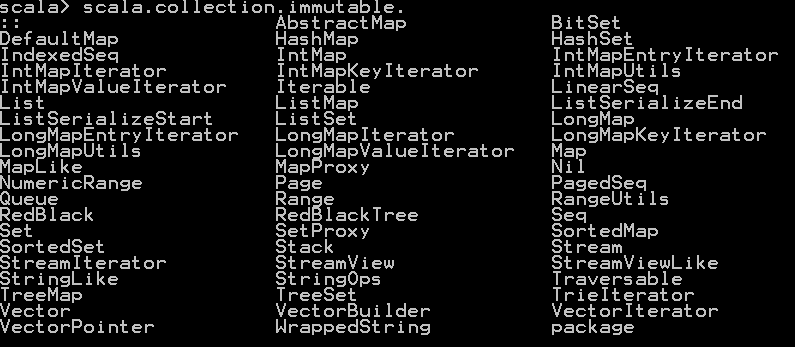 scala> scala.collection.immutable.
:: AbstractMap BitSet
DefaultMap HashMap HashSet
IndexedSeq IntMap IntMapEntryIterator
IntMapIterator IntMapKeyIterator IntMapUtils
IntMapValueIterator Iterable LinearSeq
List ListMap ListSerializeEnd
ListSerializeStart ListSet LongMap
LongMapEntryIterator LongMapIterator LongMapKeyIterator
LongMapUtils LongMapValueIterator Map
MapLike MapProxy Nil
NumericRange Page PagedSeq
Queue Range RangeUtils
RedBlack RedBlackTree Seq
Set SetProxy SortedMap
SortedSet Stack Stream
StreamIterator StreamView StreamViewLike
StringLike StringOps Traversable
TreeMap TreeSet TrieIterator
Vector VectorBuilder VectorIterator
VectorPointer WrappedString package